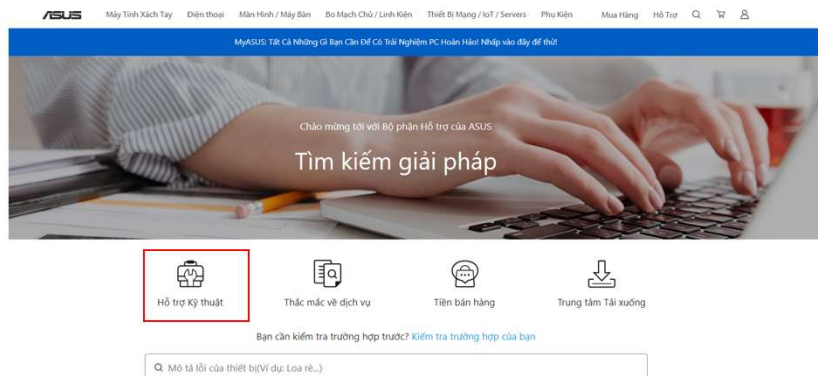 ASUS Máy Tính Xách Tay Điện thoại Màn Hình / Máy Bàn Bo Mạch Chủ / Linh Kiện Thiết Bị Mạng / IoT / Servers Phụ Kiện Mua Hàng Hỗ Trợ
MyASUS: Tất Cả Những Gì Bạn Cần Để Có Trải Nghiệm PC Hoàn Hảo! Nhấp vào đây để thử!
Chào mừng tới với Bộ phận Hỗ trợ của ASUS
Tìm kiếm giải pháp
Hỗ trợ Kỹ thuật Thắc mắc về dịch vụ Tiền bán hàng Trung tâm Tải xuống
Bạn cần kiểm tra trường hợp trước? Kiểm tra trường hợp của bạn
Mô tả lỗi của thiết bị(Ví dụ: Loa rè...)